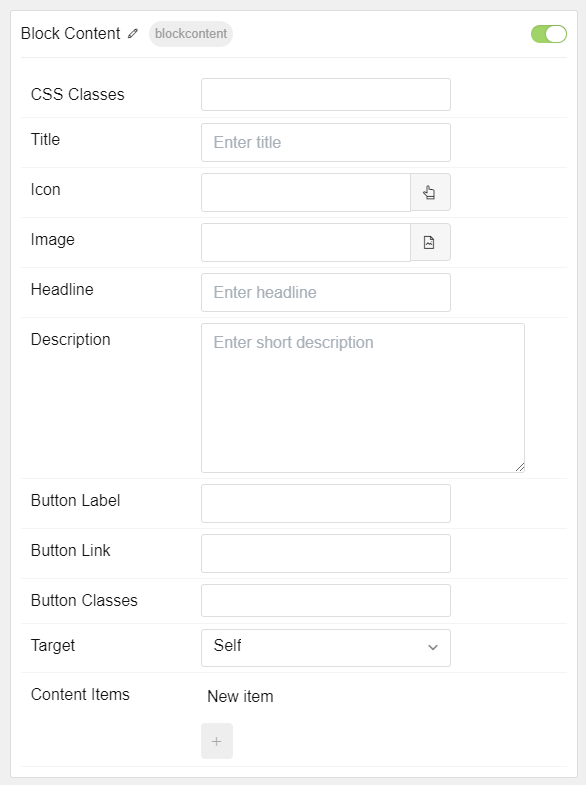 Block Content blockcontent
CSS Classes
Title Enter title
Icon
Image
Headline Enter headline
Description Enter short description
Button Label
Button Link
Button Classes
Target Self
Content Items New item
+